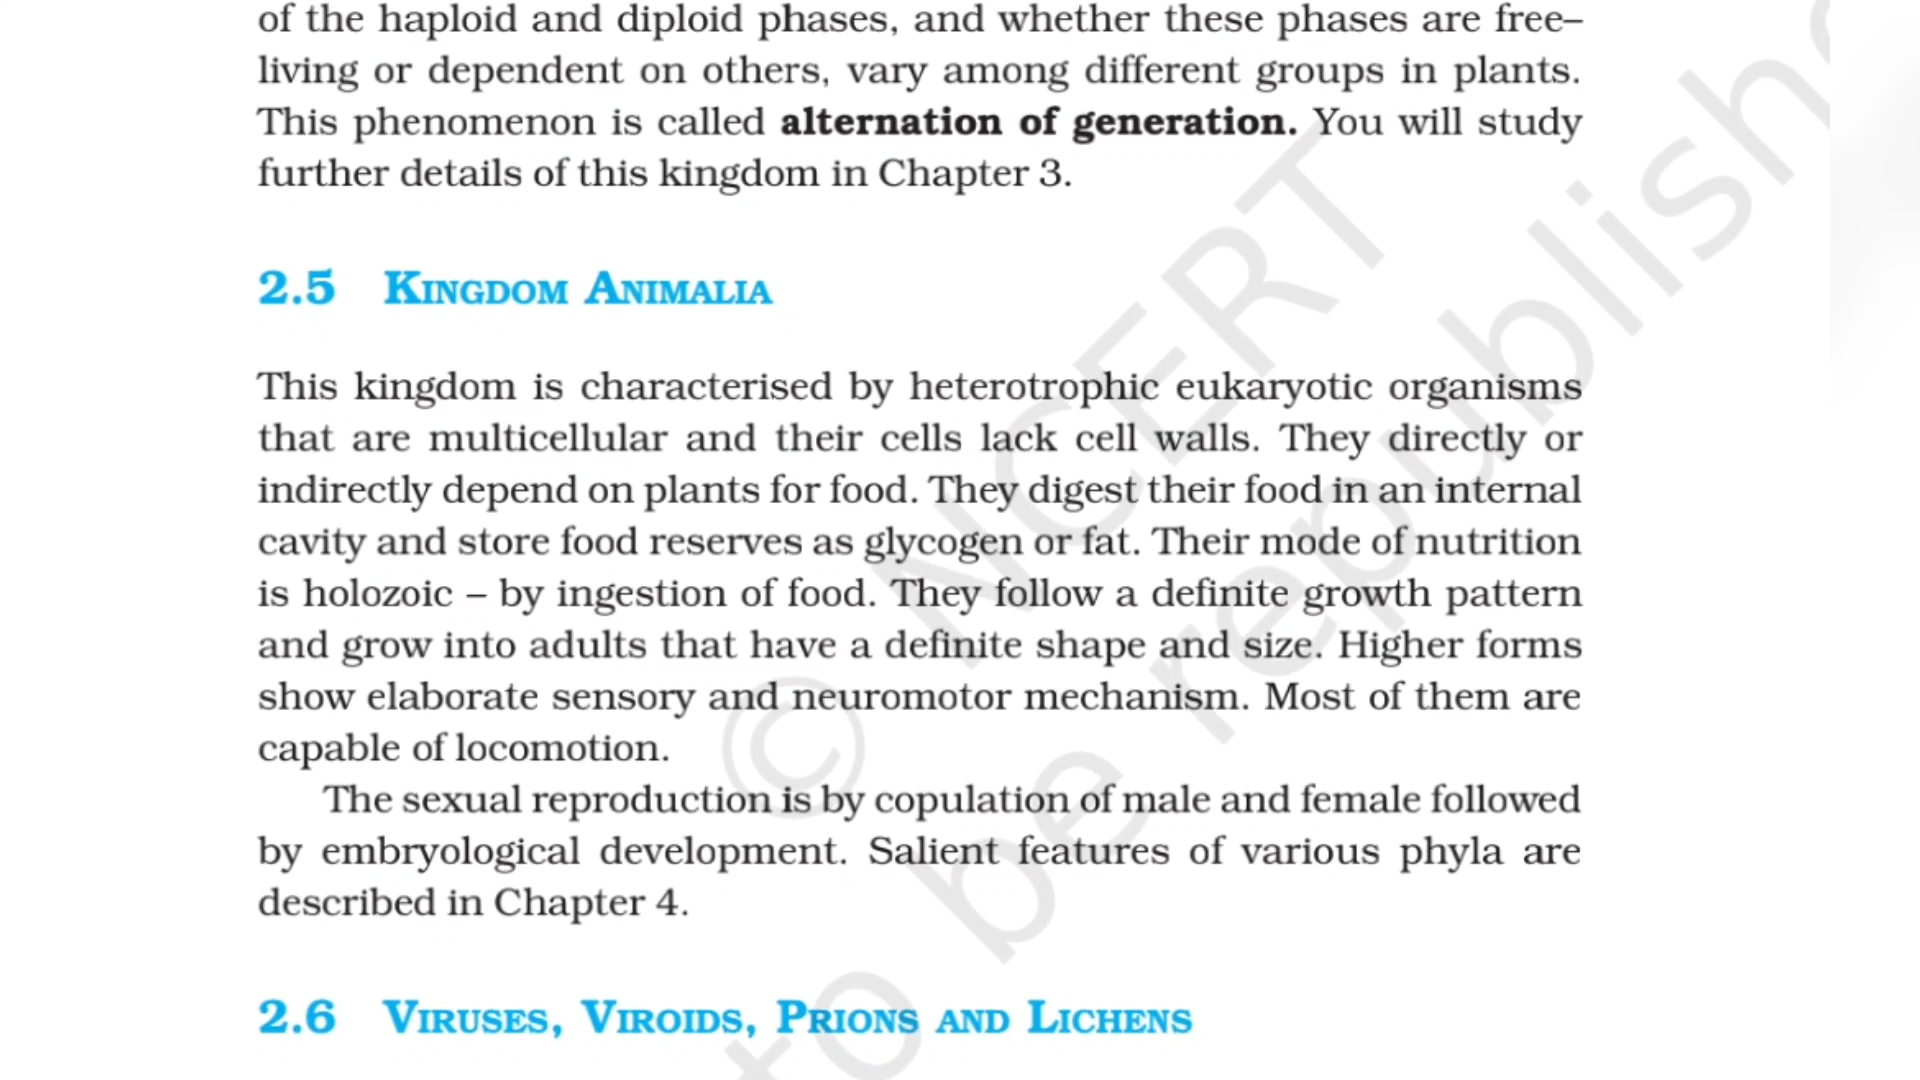 of the haploid and diploid phases, and whether these phases are free–
living or dependent on others, vary among different groups in plants.
This phenomenon is called alternation of generation. You will study
further details of this kingdom in Chapter 3.
2.5 KINGDOM ANIMALIA
This kingdom is characterised by heterotrophic eukaryotic organisms
that are multicellular and their cells lack cell walls. They directly or
indirectly depend on plants for food. They digest their food in an internal
cavity and store food reserves as glycogen or fat. Their mode of nutrition
is holozoic – by ingestion of food. They follow a definite growth pattern
and grow into adults that have a definite shape and size. Higher forms
show elaborate sensory and neuromotor mechanism. Most of them are
capable of locomotion.
The sexual reproduction is by copulation of male and female followed
by embryological development. Salient features of various phyla are
described in Chapter 4.
2.6 VIRUSES, VIROIDS, PRIONS AND LICHENS
© NCERT
to be republish